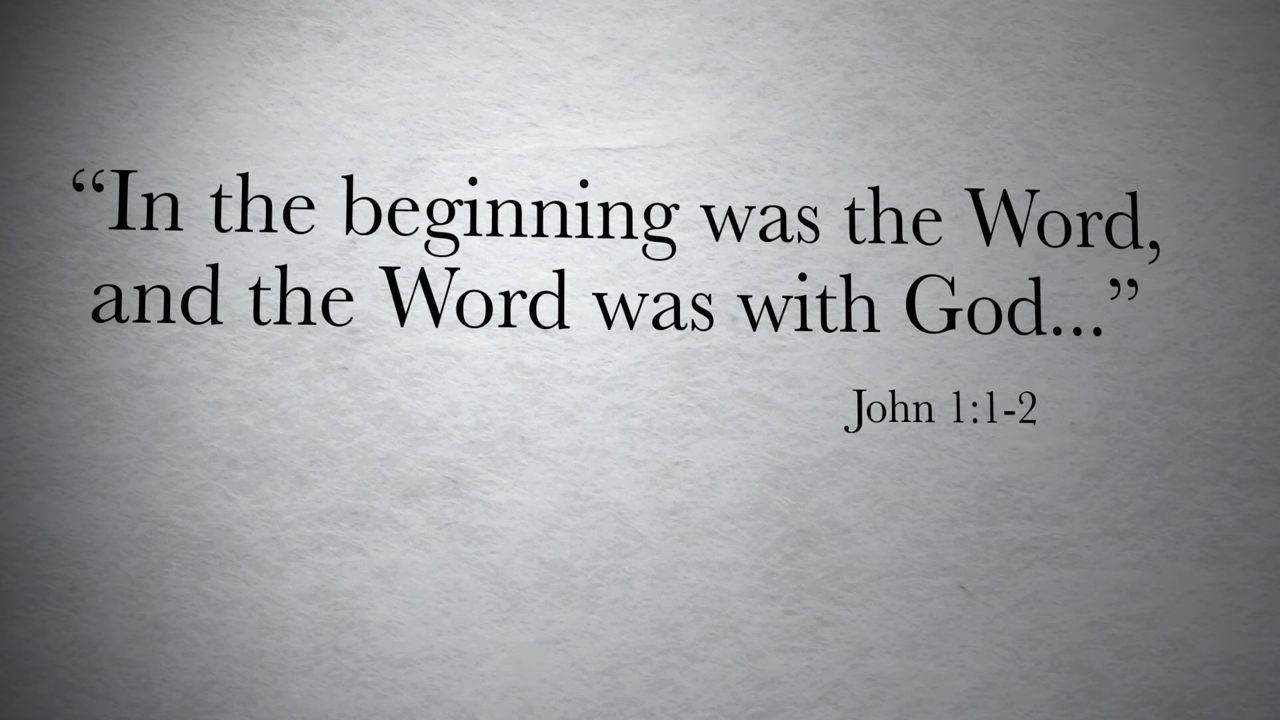 “In the beginning was the Word,
and the Word was with God...”
John 1:1-2